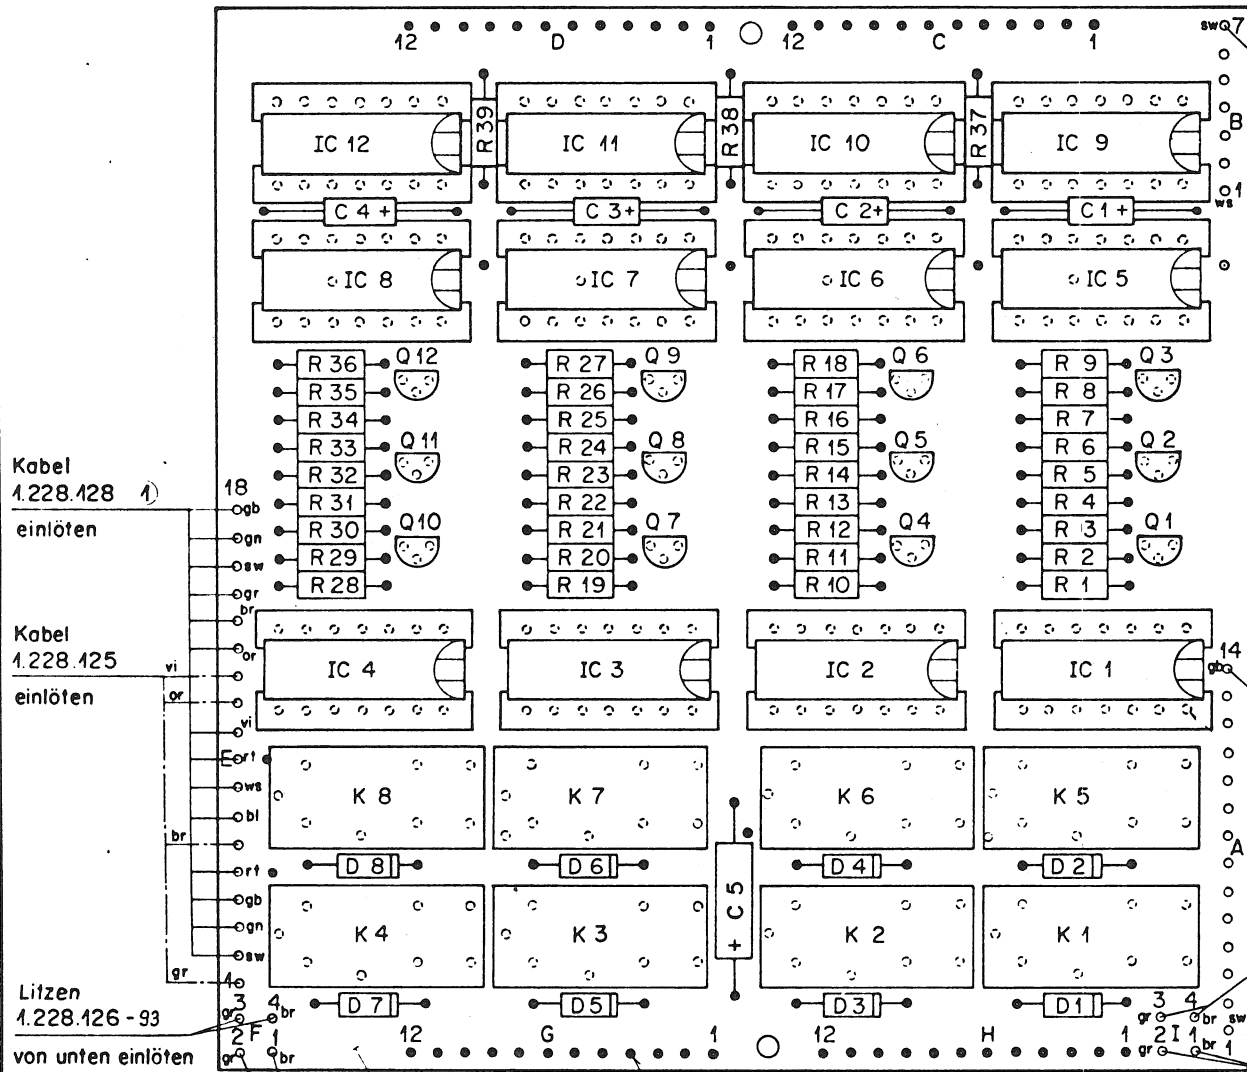 12 D 1 12 C 1 sw 7
R 39 R 38 R 37 B
IC 12 IC 11 IC 10 IC 9
1
ws
C 4 + C 3 + C 2 + C 1 +
IC 8 IC 7 IC 6 IC 5
R 36 Q 12 R 27 Q 9 R 18 Q 6 R 9 Q 3
R 35 R 26 R 17 R 8
R 34 R 25 R 16 R 7
R 33 Q 11 R 24 Q 8 R 15 Q 5 R 6 Q 2
R 32 R 23 R 14 R 5
R 31 R 22 R 13 R 4
R 30 Q 10 R 21 Q 7 R 12 Q 4 R 3 Q 1
R 29 R 20 R 11 R 2
R 28 R 19 R 10 R 1
Kabel
1.228.128 1)
einlöten
18
gb
gn
sw
gr
br
or
Kabel
1.228.125
einlöten
vi
or
vi
E rt
ws
bl
br
rt
gb
gn
sw
gr 1
IC 4 IC 3 IC 2 IC 1
14
gb
K 8 K 7 K 6 K 5
A
D 8 D 6 D 4 D 2
C 5 +
K 4 K 3 K 2 K 1
D 7 D 5 D 3 D 1
Litzen
1.228.126 - 93
von unten einlöten
3 4
gr br
2 F 1
gr br
12 G 1 12 H 1
3 4
gr br sw
2 I 1 1
gr br